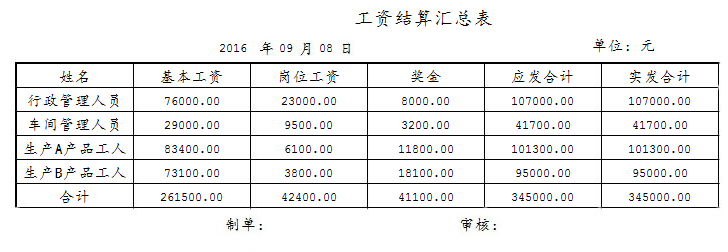 工资结算汇总表
2016 年 09 月 08 日 单位：元
姓名 基本工资 岗位工资 奖金 应发合计 实发合计
行政管理人员 76000.00 23000.00 8000.00 107000.00 107000.00
车间管理人员 29000.00 9500.00 3200.00 41700.00 41700.00
生产A产品工人 83400.00 6100.00 11800.00 101300.00 101300.00
生产B产品工人 73100.00 3800.00 18100.00 95000.00 95000.00
合计 261500.00 42400.00 41100.00 345000.00 345000.00
制单： 审核：